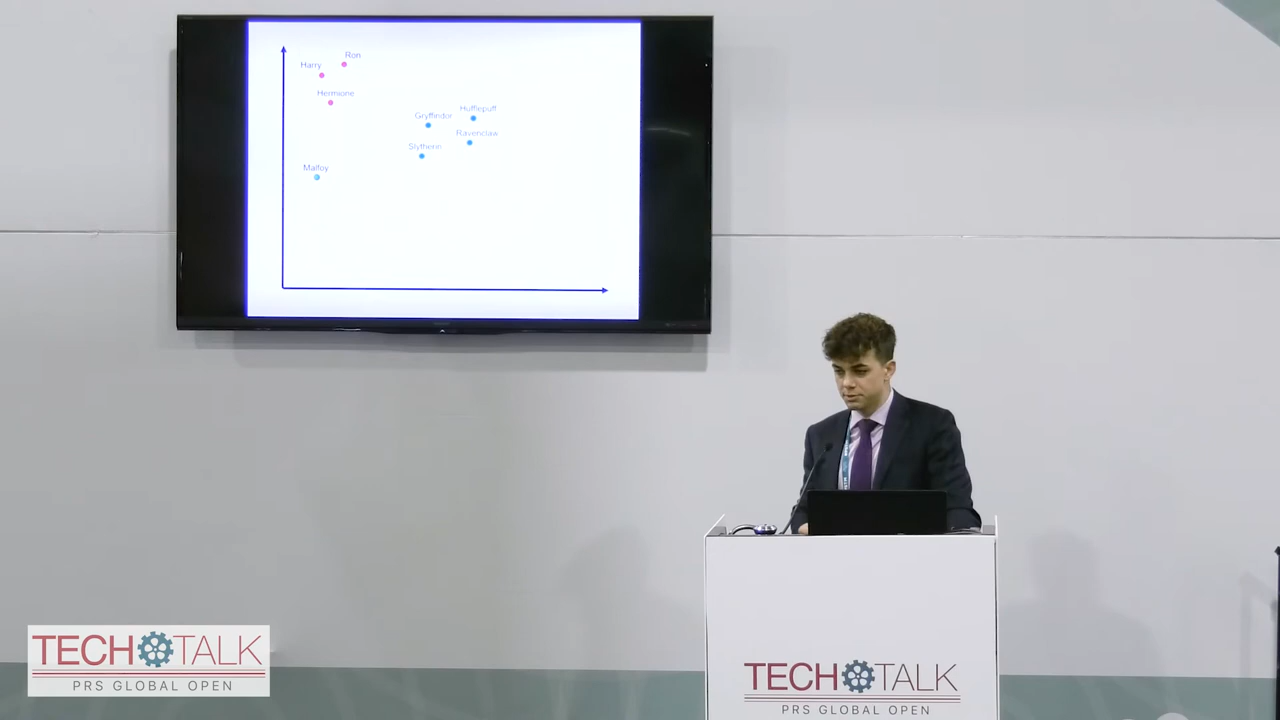 Ron
Harry
Hermione
Gryffindor
Hufflepuff
Ravenclaw
Slytherin
Malfoy
TECH TALK
PRS GLOBAL OPEN
TECH TALK
PRS GLOBAL OPEN